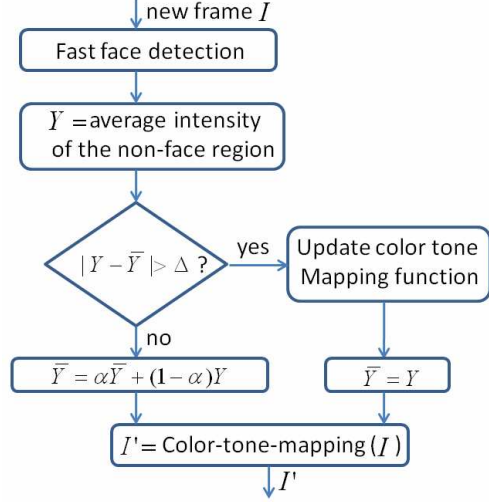 new frame I
Fast face detection
Y = average intensity
of the non-face region
| Y − Y̅ | > Δ ?
yes
Update color tone
Mapping function
no
Y̅ = αY̅ + (1 − α)Y
Y̅ = Y
I' = Color-tone-mapping (I)
I'